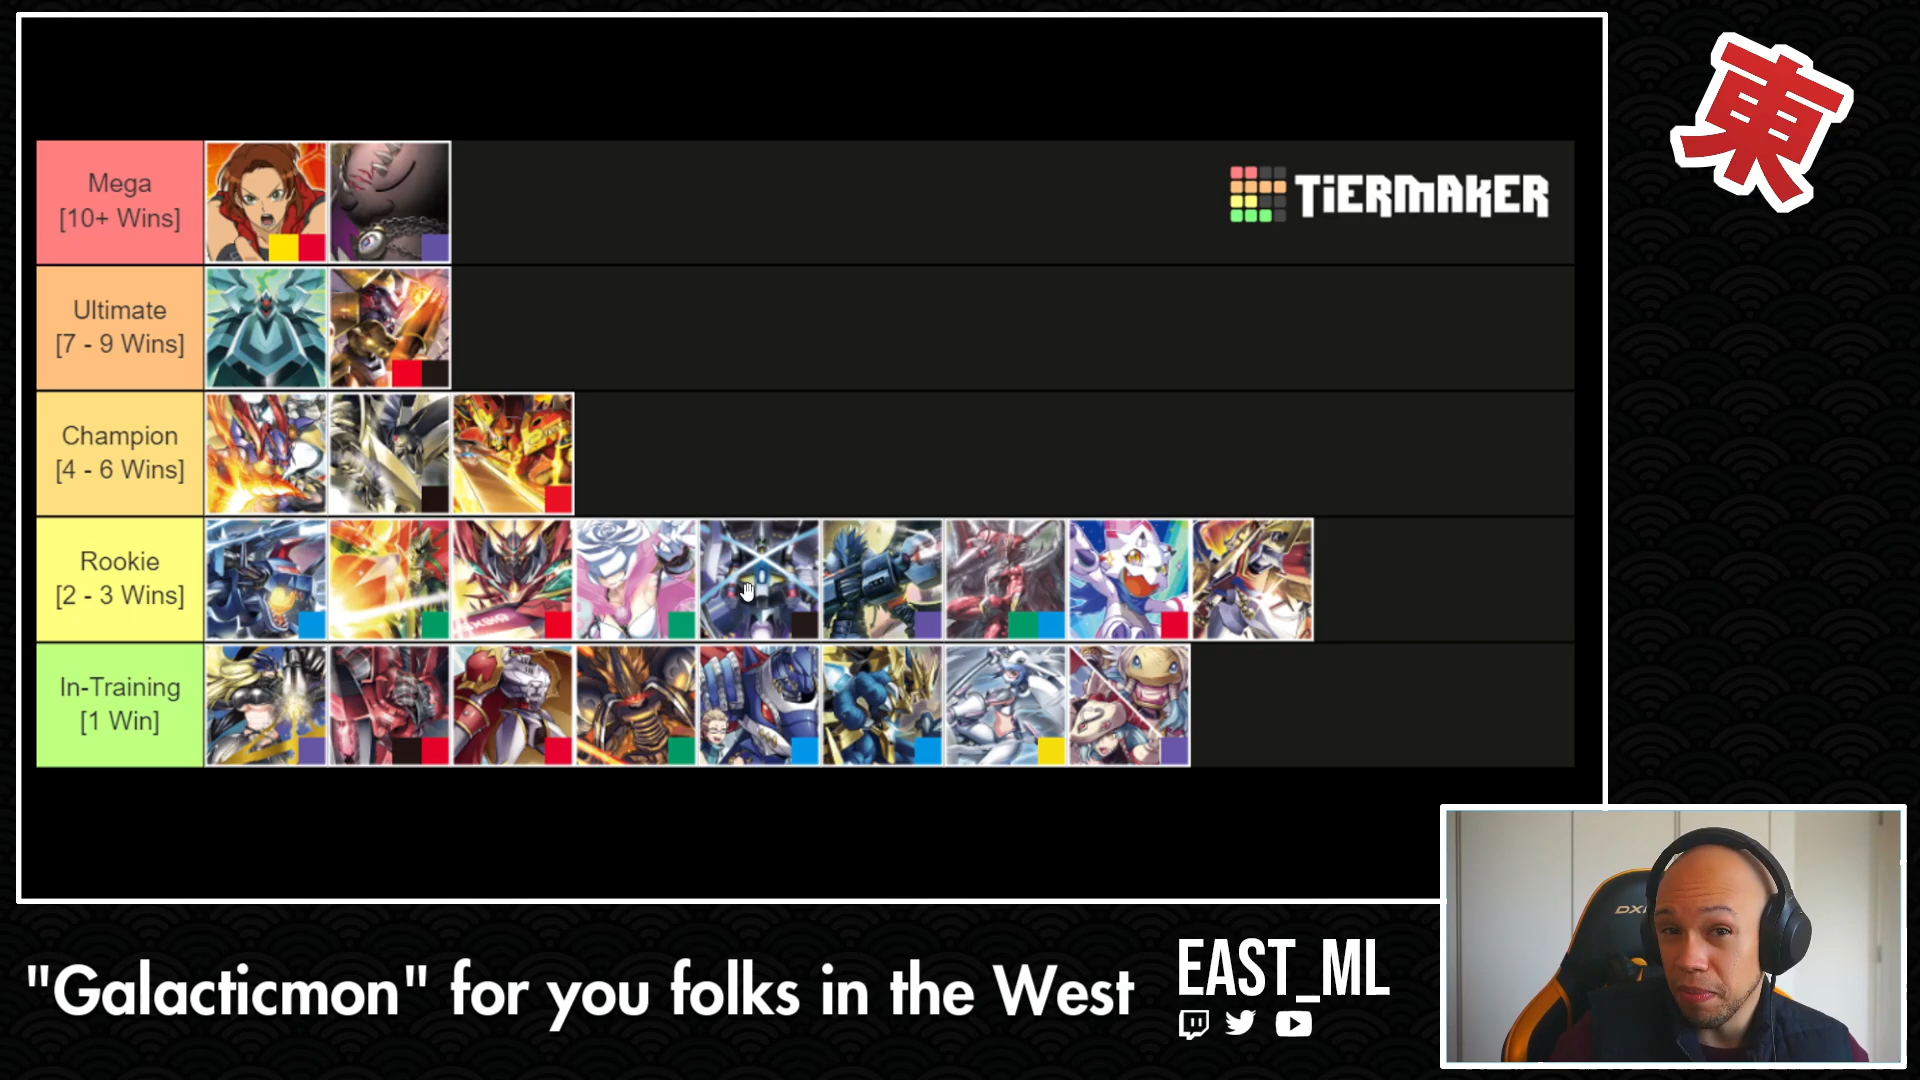 東
Mega
[10+ Wins]
TiERMAKER
Ultimate
[7 - 9 Wins]
Champion
[4 - 6 Wins]
Rookie
[2 - 3 Wins]
In-Training
[1 Win]
"Galacticmon" for you folks in the West
EAST_ML